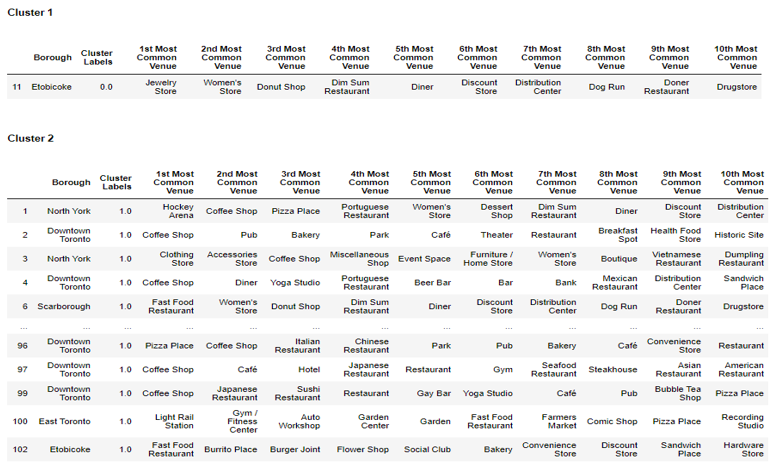 Cluster 1
Borough Cluster Labels 1st Most Common Venue 2nd Most Common Venue 3rd Most Common Venue 4th Most Common Venue 5th Most Common Venue 6th Most Common Venue 7th Most Common Venue 8th Most Common Venue 9th Most Common Venue 10th Most Common Venue
11 Etobicoke 0.0 Jewelry Store Women's Store Donut Shop Dim Sum Restaurant Diner Discount Store Distribution Center Dog Run Doner Restaurant Drugstore
Cluster 2
Borough Cluster Labels 1st Most Common Venue 2nd Most Common Venue 3rd Most Common Venue 4th Most Common Venue 5th Most Common Venue 6th Most Common Venue 7th Most Common Venue 8th Most Common Venue 9th Most Common Venue 10th Most Common Venue
1 North York 1.0 Hockey Arena Coffee Shop Pizza Place Portuguese Restaurant Women's Store Dessert Shop Dim Sum Restaurant Diner Discount Store Distribution Center
2 Downtown Toronto 1.0 Coffee Shop Pub Bakery Park Café Theater Restaurant Breakfast Spot Health Food Store Historic Site
3 North York 1.0 Clothing Store Accessories Store Coffee Shop Miscellaneous Shop Event Space Furniture / Home Store Women's Store Boutique Vietnamese Restaurant Dumpling Restaurant
4 Downtown Toronto 1.0 Coffee Shop Diner Yoga Studio Portuguese Restaurant Beer Bar Bar Bank Mexican Restaurant Distribution Center Sandwich Place
6 Scarborough 1.0 Fast Food Restaurant Women's Store Donut Shop Dim Sum Restaurant Diner Discount Store Distribution Center Dog Run Doner Restaurant Drugstore
... ... ... ... ... ... ... ... ... ... ... ... ...
96 Downtown Toronto 1.0 Pizza Place Coffee Shop Italian Restaurant Chinese Restaurant Park Pub Bakery Café Convenience Store Restaurant
97 Downtown Toronto 1.0 Coffee Shop Café Hotel Japanese Restaurant Restaurant Gym Seafood Restaurant Steakhouse Asian Restaurant American Restaurant
99 Downtown Toronto 1.0 Coffee Shop Japanese Restaurant Sushi Restaurant Restaurant Gay Bar Yoga Studio Café Pub Bubble Tea Shop Pizza Place
100 East Toronto 1.0 Light Rail Station Gym / Fitness Center Auto Workshop Garden Center Garden Fast Food Restaurant Farmers Market Comic Shop Pizza Place Recording Studio
102 Etobicoke 1.0 Fast Food Restaurant Burrito Place Burger Joint Flower Shop Social Club Bakery Convenience Store Discount Store Sandwich Place Hardware Store